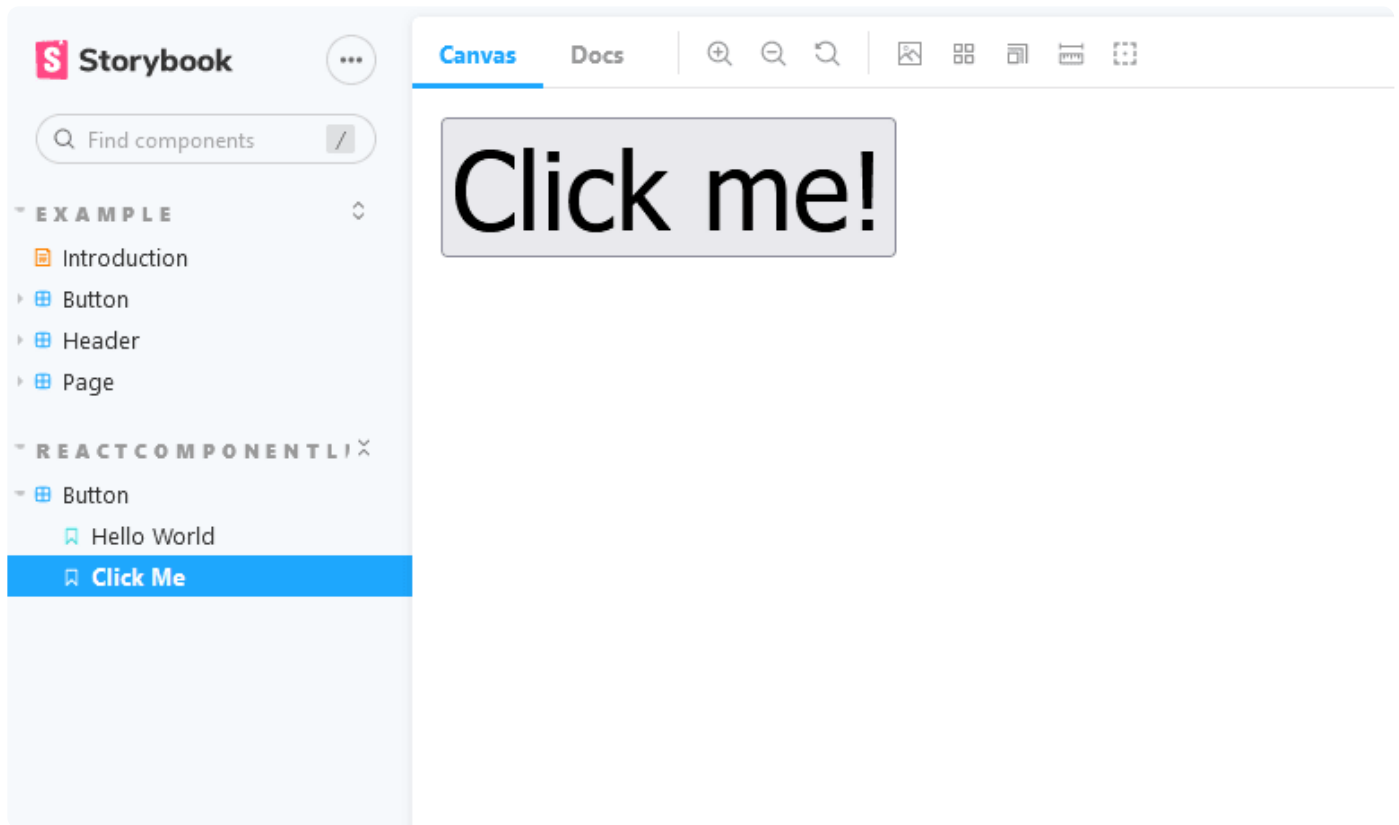 Storybook
Find components /
EXAMPLE
Introduction
Button
Header
Page
REACTCOMPONENTL
Button
Hello World
Click Me
Canvas Docs
Click me!